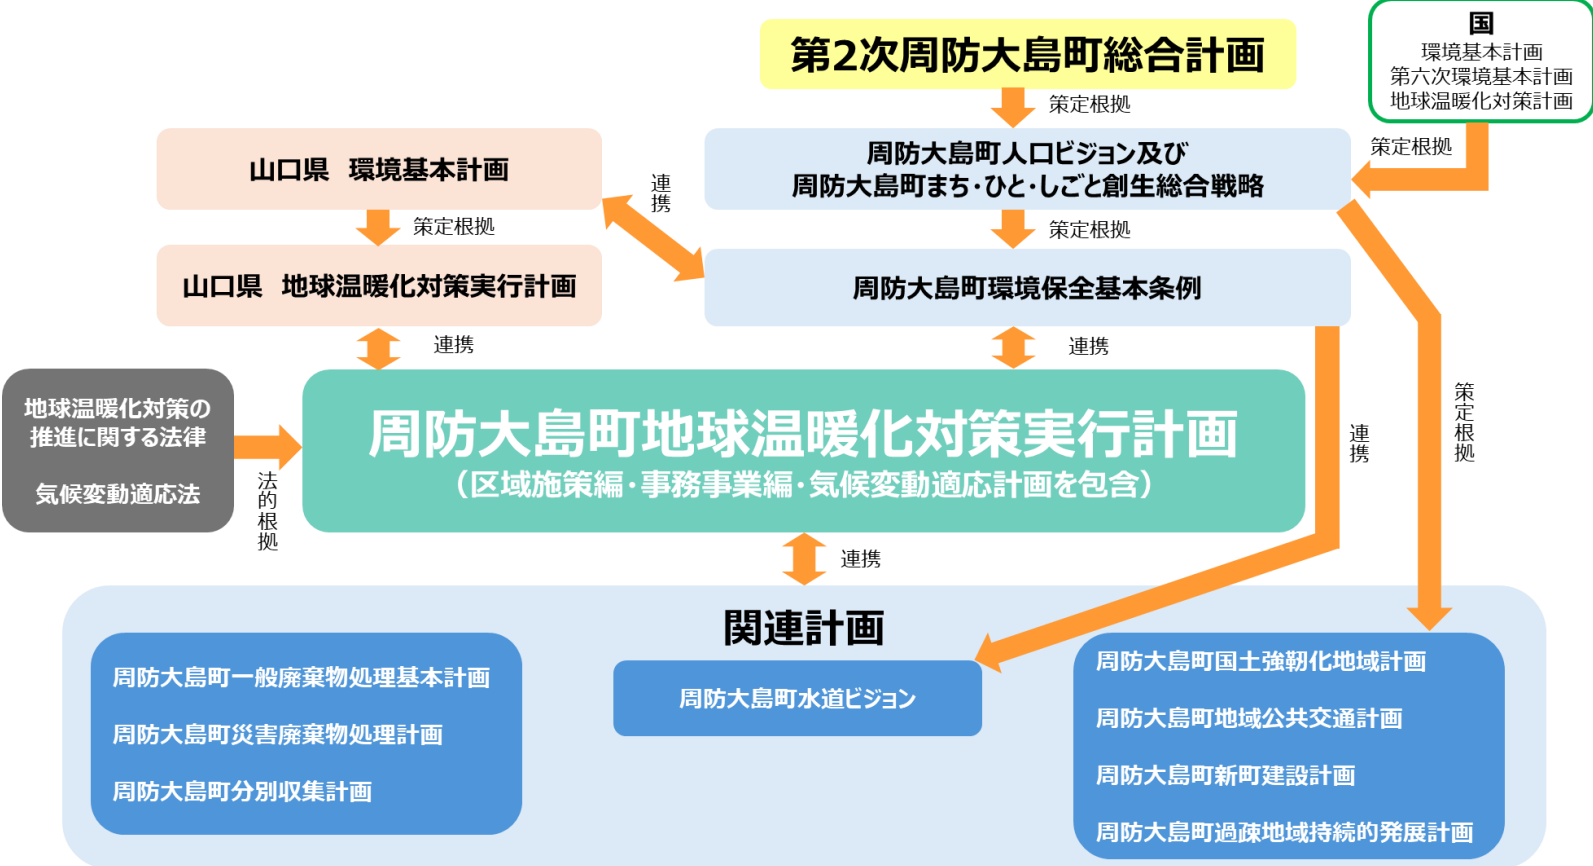 第2次周防大島町総合計画
国
環境基本計画
第六次環境基本計画
地球温暖化対策計画
策定根拠
策定根拠
山口県　環境基本計画
連携
周防大島町人口ビジョン及び
周防大島町まち・ひと・しごと創生総合戦略
策定根拠
策定根拠
山口県　地球温暖化対策実行計画
周防大島町環境保全基本条例
連携
連携
地球温暖化対策の
推進に関する法律
気候変動適応法
法的根拠
周防大島町地球温暖化対策実行計画
（区域施策編・事務事業編・気候変動適応計画を包含）
連携
策定根拠
連携
関連計画
周防大島町一般廃棄物処理基本計画
周防大島町災害廃棄物処理計画
周防大島町分別収集計画
周防大島町水道ビジョン
周防大島町国土強靭化地域計画
周防大島町地域公共交通計画
周防大島町新町建設計画
周防大島町過疎地域持続的発展計画